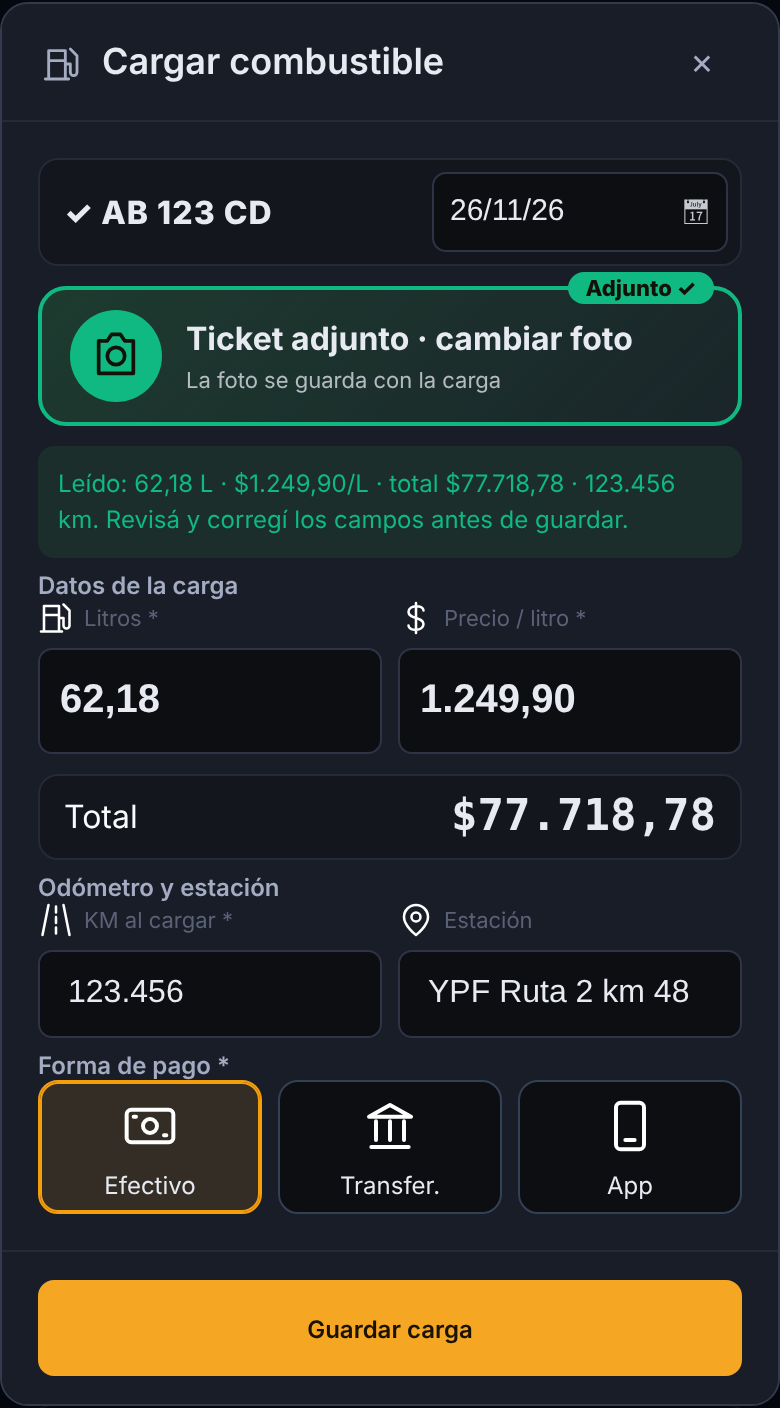 Cargar combustible
AB 123 CD
26/11/26
Adjunto
Ticket adjunto · cambiar foto
La foto se guarda con la carga
Leído: 62,18 L · $1.249,90/L · total $77.718,78 · 123.456
km. Revisá y corregí los campos antes de guardar.
Datos de la carga
Litros *
$ Precio / litro *
62,18
1.249,90
Total
$77.718,78
Odómetro y estación
KM al cargar *
Estación
123.456
YPF Ruta 2 km 48
Forma de pago *
Efectivo
Transfer.
App
Guardar carga